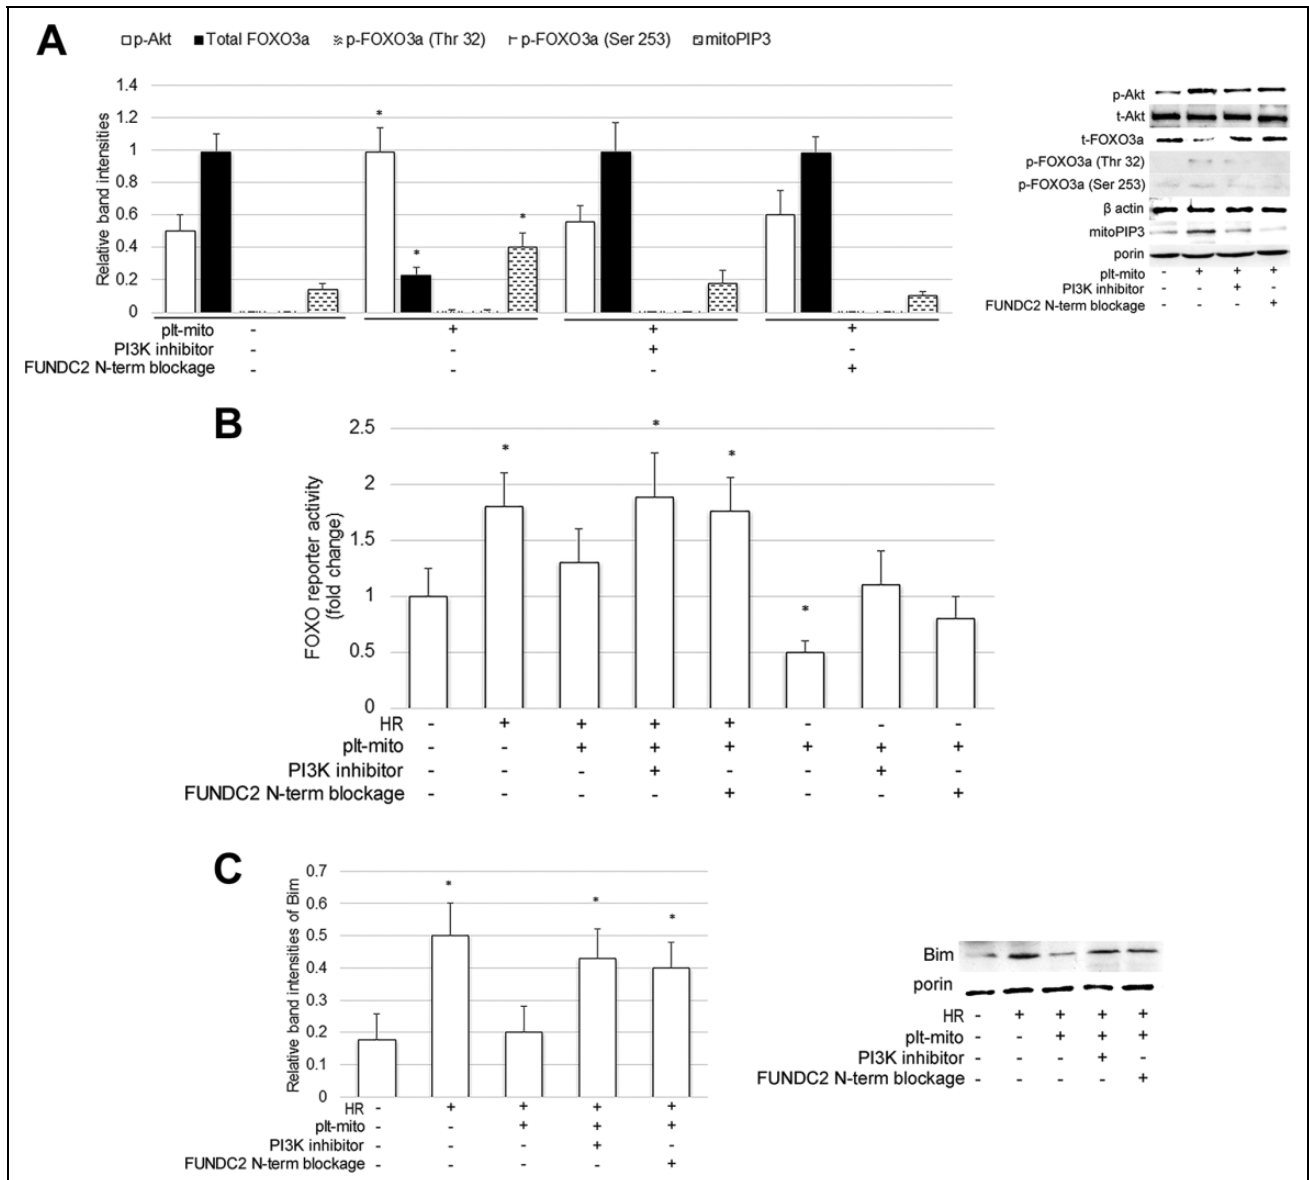 A
p-Akt Total FOXO3a p-FOXO3a (Thr 32) p-FOXO3a (Ser 253) mitoPIP3
Relative band intensities
1.4
1.2
1
0.8
0.6
0.4
0.2
0
* * *
plt-mito - + + +
PI3K inhibitor - - + -
FUNDC2 N-term blockage - - - +
p-Akt
t-Akt
t-FOXO3a
p-FOXO3a (Thr 32)
p-FOXO3a (Ser 253)
β actin
mitoPIP3
porin
plt-mito - + + +
PI3K inhibitor - - + -
FUNDC2 N-term blockage - - - +
B
FOXO reporter activity
(fold change)
2.5
2
1.5
1
0.5
0
* * * *
HR - + + + + - - -
plt-mito - - + + + + + +
PI3K inhibitor - - - + - - + -
FUNDC2 N-term blockage - - - - + - - +
C
Relative band intensities of Bim
0.7
0.6
0.5
0.4
0.3
0.2
0.1
0
* * *
HR - + + + +
plt-mito - - + + +
PI3K inhibitor - - - + -
FUNDC2 N-term blockage - - - - +
Bim
porin
HR - + + + +
plt-mito - - + + +
PI3K inhibitor - - - + -
FUNDC2 N-term blockage - - - - +